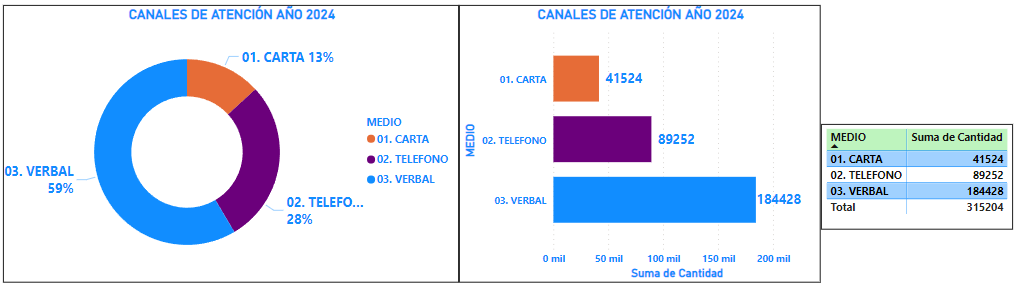 CANALES DE ATENCIÓN AÑO 2024
01. CARTA 13%
03. VERBAL
59%
02. TELEFO...
28%
MEDIO
01. CARTA
02. TELEFONO
03. VERBAL
CANALES DE ATENCIÓN AÑO 2024
MEDIO
01. CARTA
41524
02. TELEFONO
89252
03. VERBAL
184428
0 mil 50 mil 100 mil 150 mil 200 mil
Suma de Cantidad
MEDIO Suma de Cantidad
01. CARTA 41524
02. TELEFONO 89252
03. VERBAL 184428
Total 315204